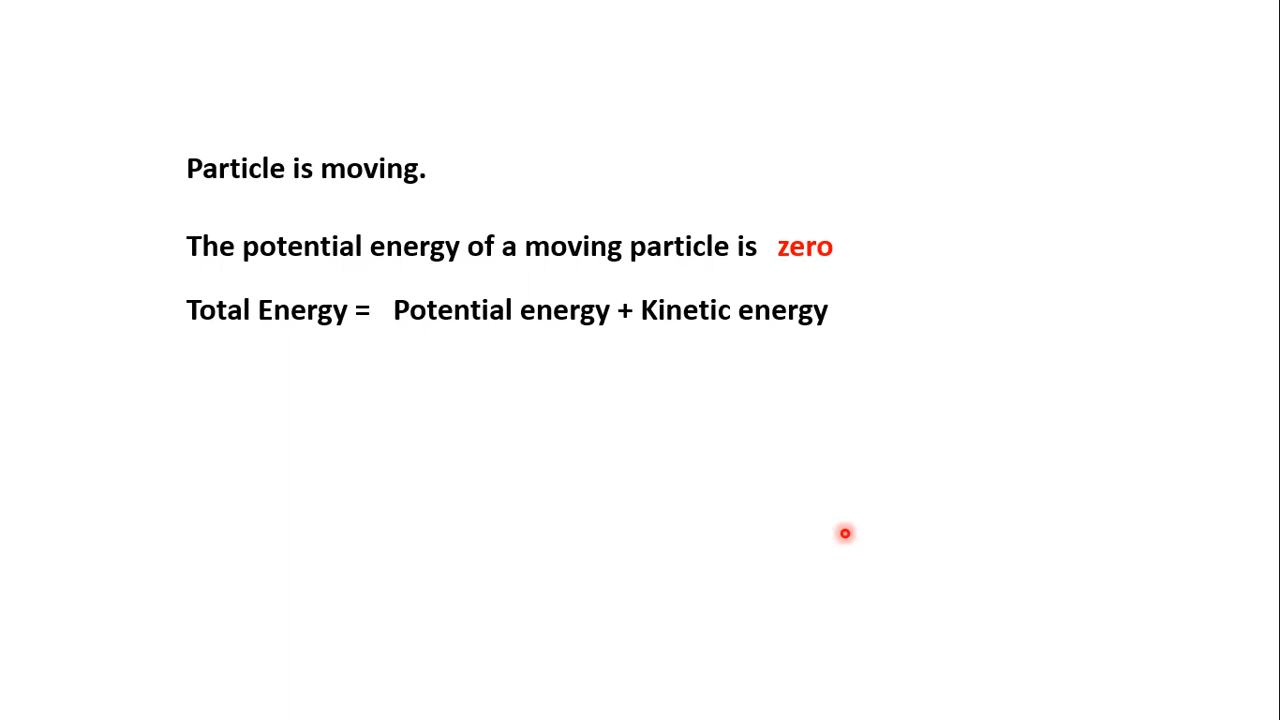 Particle is moving.
The potential energy of a moving particle is zero
Total Energy = Potential energy + Kinetic energy